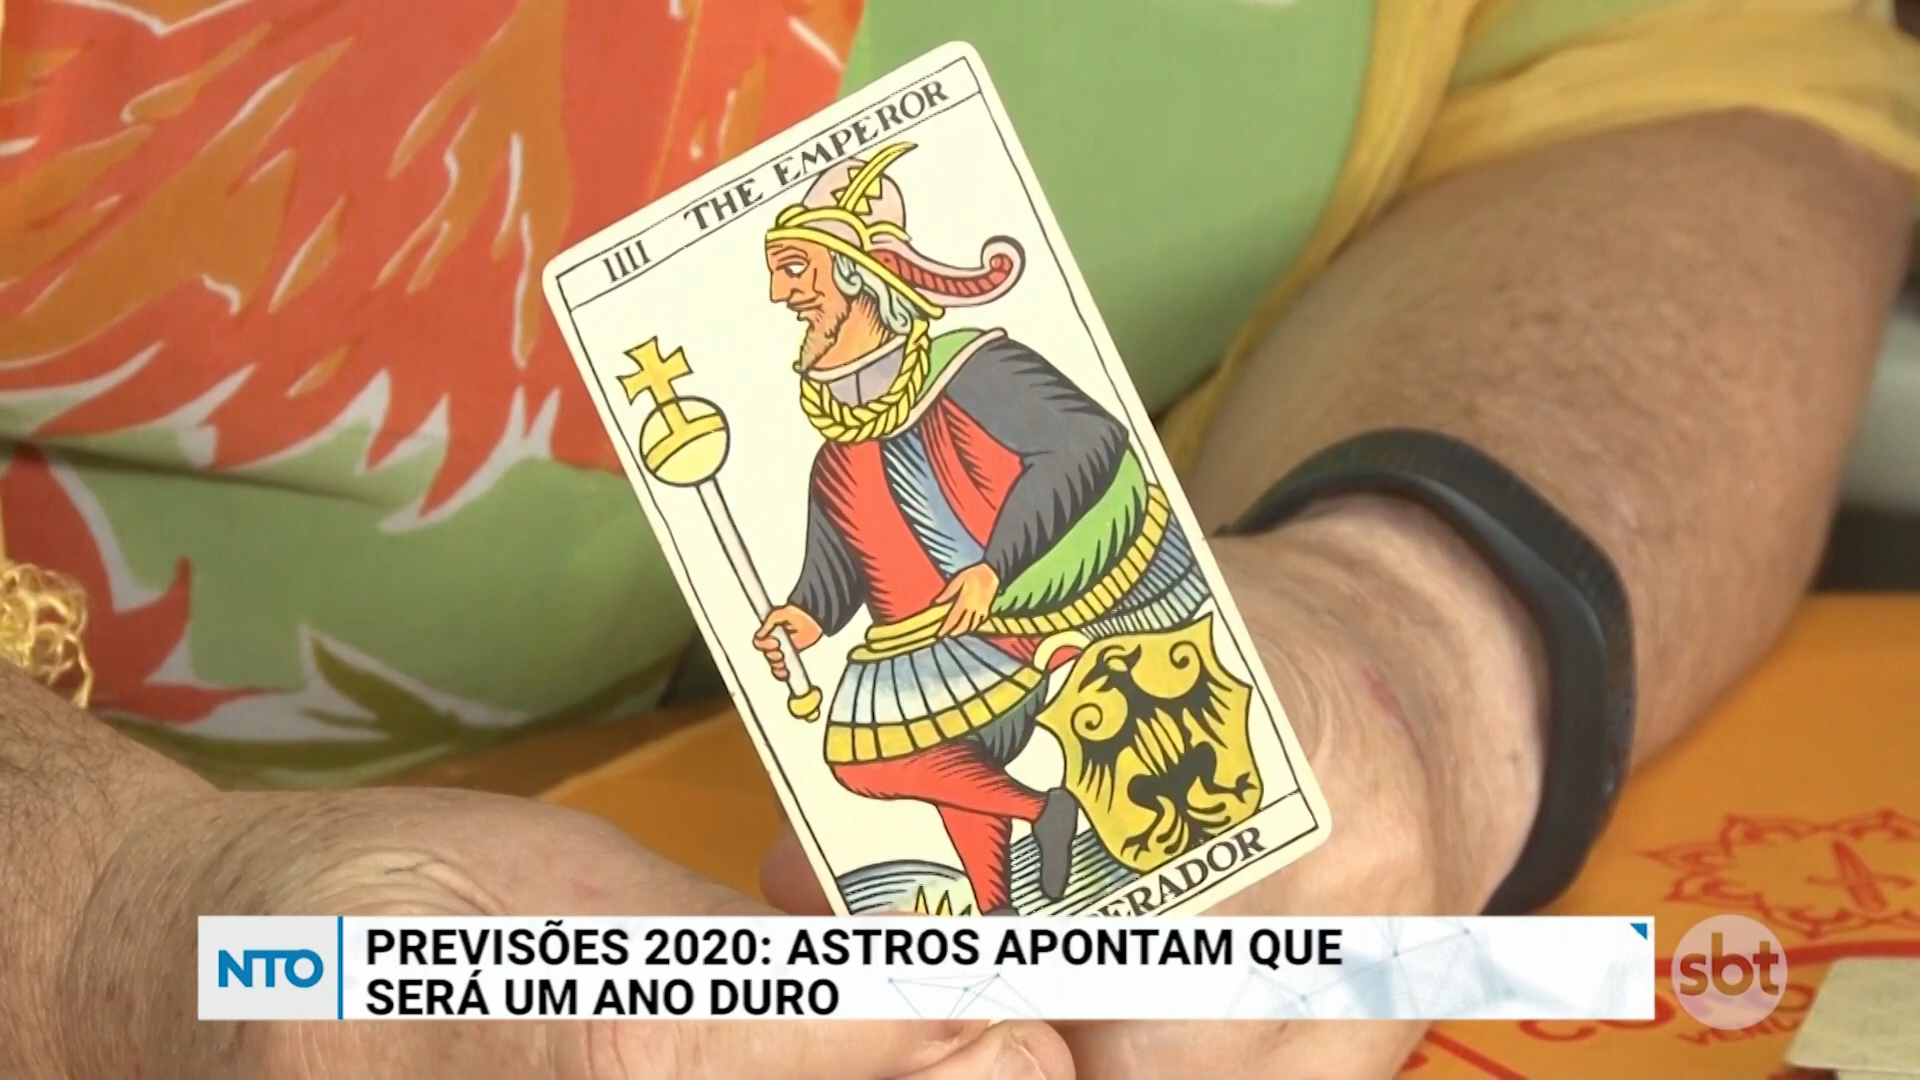 IIII THE EMPEROR
ERADOR
NTO
PREVISÕES 2020: ASTROS APONTAM QUE
SERÁ UM ANO DURO
sbt